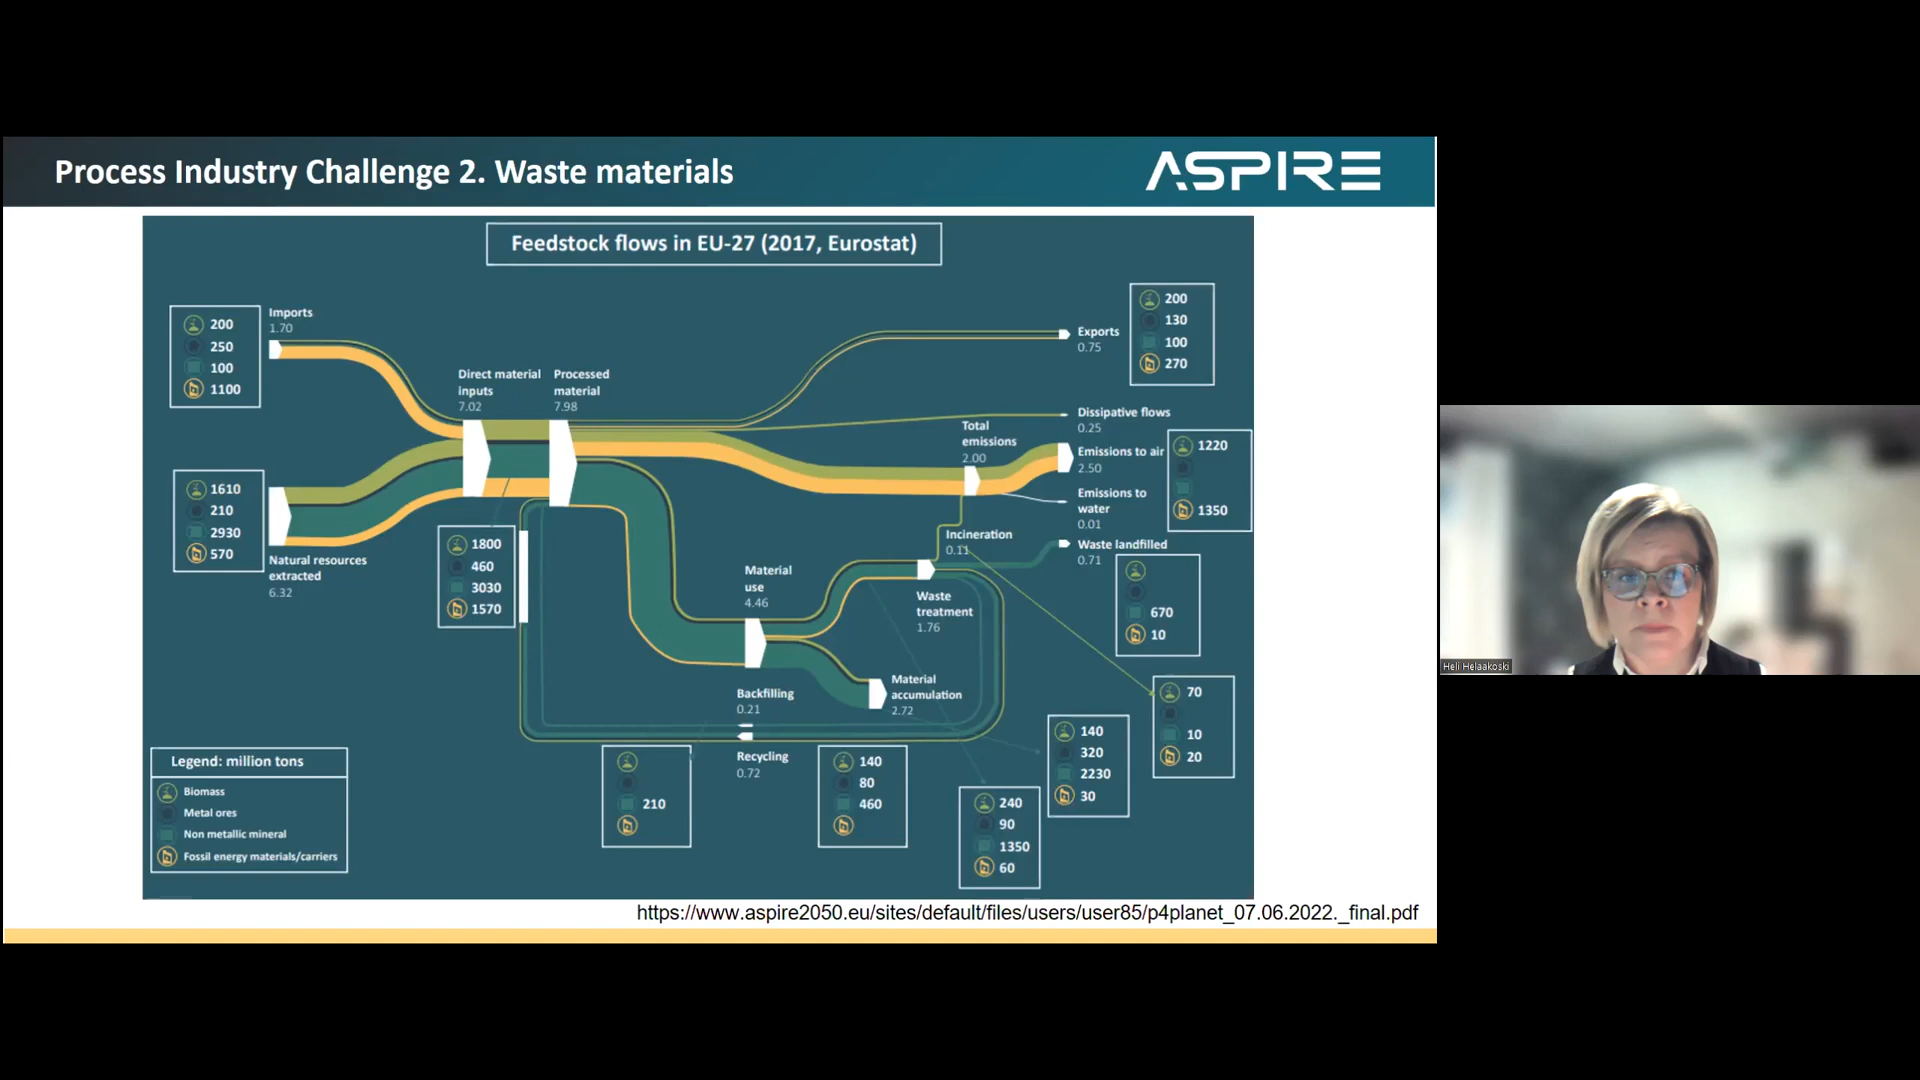 Process Industry Challenge 2. Waste materials
ASPIRE
Feedstock flows in EU-27 (2017, Eurostat)
200
250
100
1100
Imports
1.70
1610
210
2930
570
Natural resources
extracted
6.32
Direct material
inputs
7.02
Processed
material
7.98
1800
460
3030
1570
Exports
0.75
200
130
100
270
Dissipative flows
0.25
Total
emissions
2.00
Emissions to air
2.50
1220
1350
Emissions to
water
0.01
Incineration
0.11
Waste landfilled
0.71
670
10
Material
use
4.46
Waste
treatment
1.76
Material
accumulation
2.72
Backfilling
0.21
Recycling
0.72
210
140
80
460
240
90
1350
60
140
320
2230
30
70
10
20
Legend: million tons
Biomass
Metal ores
Non metallic mineral
Fossil energy materials/carriers
https://www.aspire2050.eu/sites/default/files/users/user85/p4planet_07.06.2022._final.pdf
Heli Helaakoski